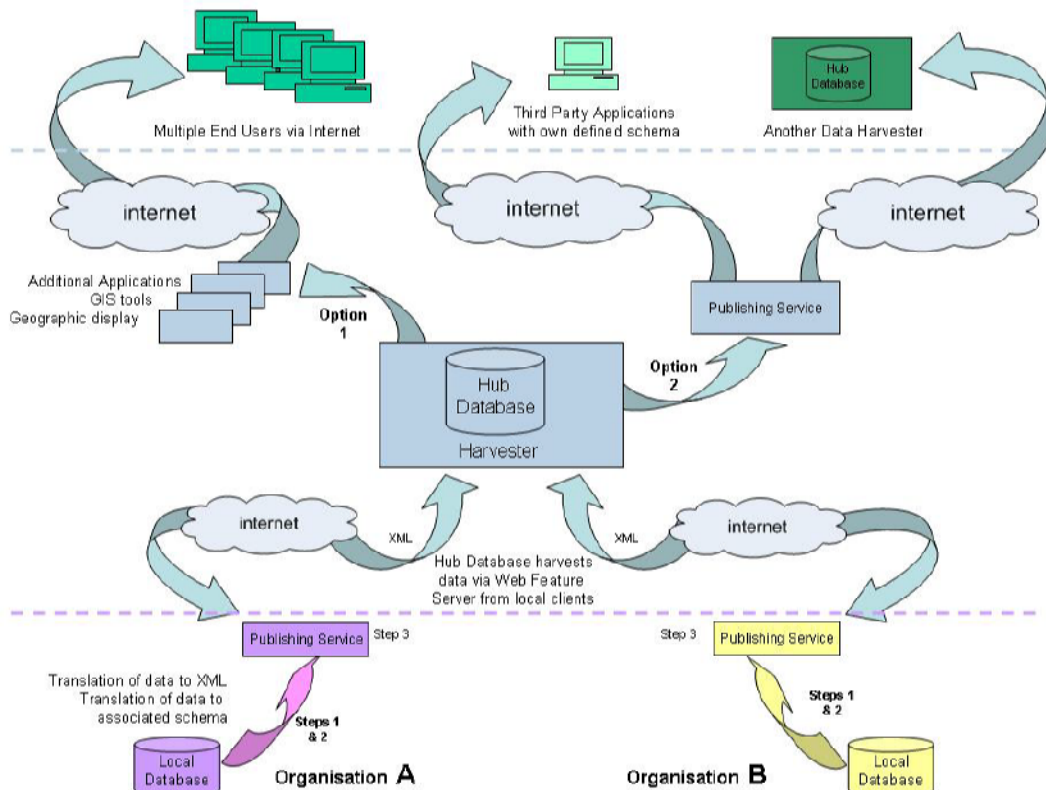 Hub
Database
Multiple End Users via Internet
Third Party Applications
with own defined schema
Another Data Harvester
internet
internet
internet
Additional Applications
GIS tools
Geographic display
Option
1
Publishing Service
Option
2
Hub
Database
Harvester
internet
internet
XML
XML
Hub Database harvests
data via Web Feature
Server from local clients
Publishing Service
Step 3
Step 3
Publishing Service
Translation of data to XML
Translation of data to
associated schema
Steps 1
& 2
Steps 1
& 2
Local
Database
Organisation A
Organisation B
Local
Database